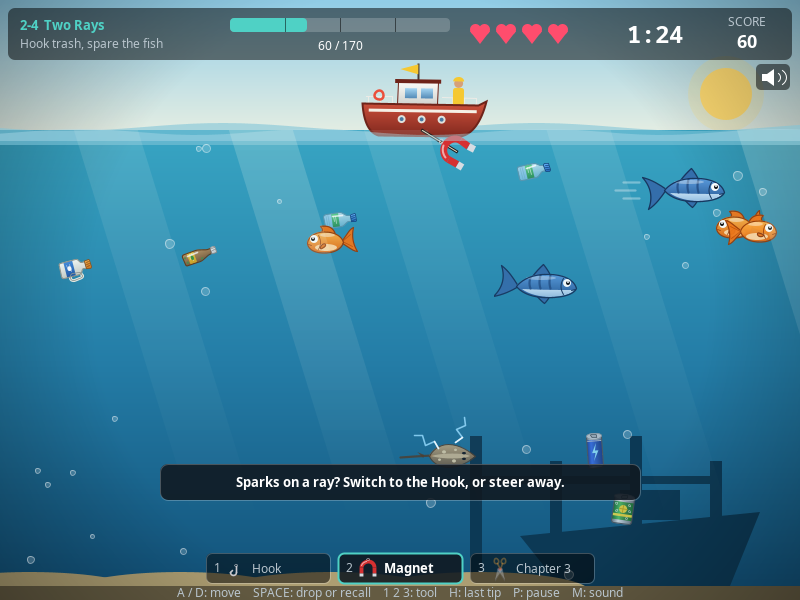 2-4 Two Rays
Hook trash, spare the fish
60 / 170
1:24
SCORE
60
Sparks on a ray? Switch to the Hook, or steer away.
1 Hook
2 Magnet
3 Chapter 3
A / D: move SPACE: drop or recall 1 2 3: tool H: last tip P: pause M: sound